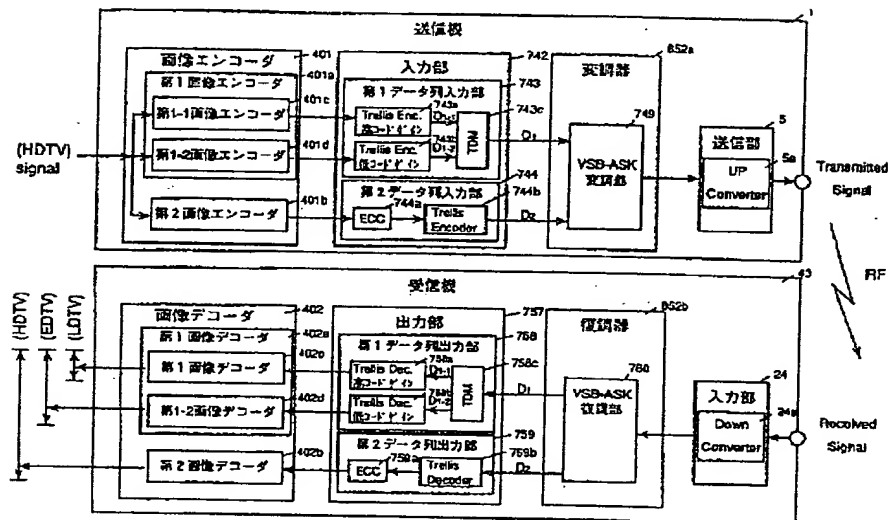 1
送信機
画像エンコーダ
401
第1画像エンコーダ
401a
401c
第1-1画像エンコーダ
401d
第1-2画像エンコーダ
(HDTV)
signal
401b
第2画像エンコーダ
入力部
742
743
第1データ列入力部
743a
Trellis Enc.
高コードゲイン
D1-1
743c
743b
Trellis Enc.
低コードゲイン
D1-2
TDM
D1
744
第2データ列入力部
744a
ECC
744b
Trellis
Encoder
D2
852a
変調器
749
VSB-ASK
変調部
5
送信部
5a
UP
Converter
Transmitted
Signal
RF
43
受信機
(HDTV)
(EDTV)
(LDTV)
画像デコーダ
402
第1画像デコーダ
402a
402c
第1画像デコーダ
402d
第1-2画像デコーダ
402b
第2画像デコーダ
出力部
757
758
第1データ列出力部
758a
Trellis Dec.
高コードゲイン
D1-1
758c
758b
Trellis Dec.
低コードゲイン
D1-2
TDM
D1
759
第2データ列出力部
759a
ECC
759b
Trellis
Decoder
D2
852b
復調器
760
VSB-ASK
復調部
24
入力部
24a
Down
Converter
Received
Signal